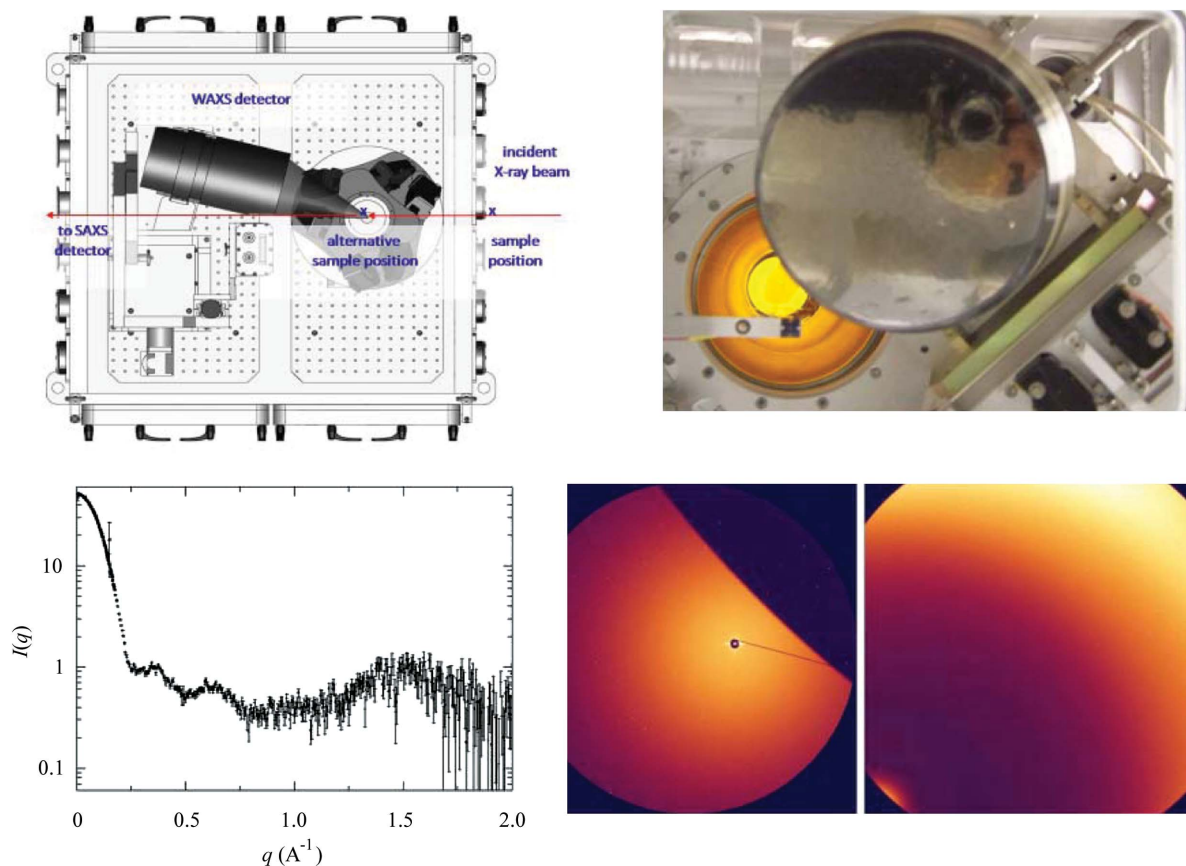 WAXS detector
incident
X-ray beam
x
x
to SAXS
detector
alternative
sample position
sample
position
10
1
0.1
I(q)
0
0.5
1.0
1.5
2.0
q (A⁻¹)